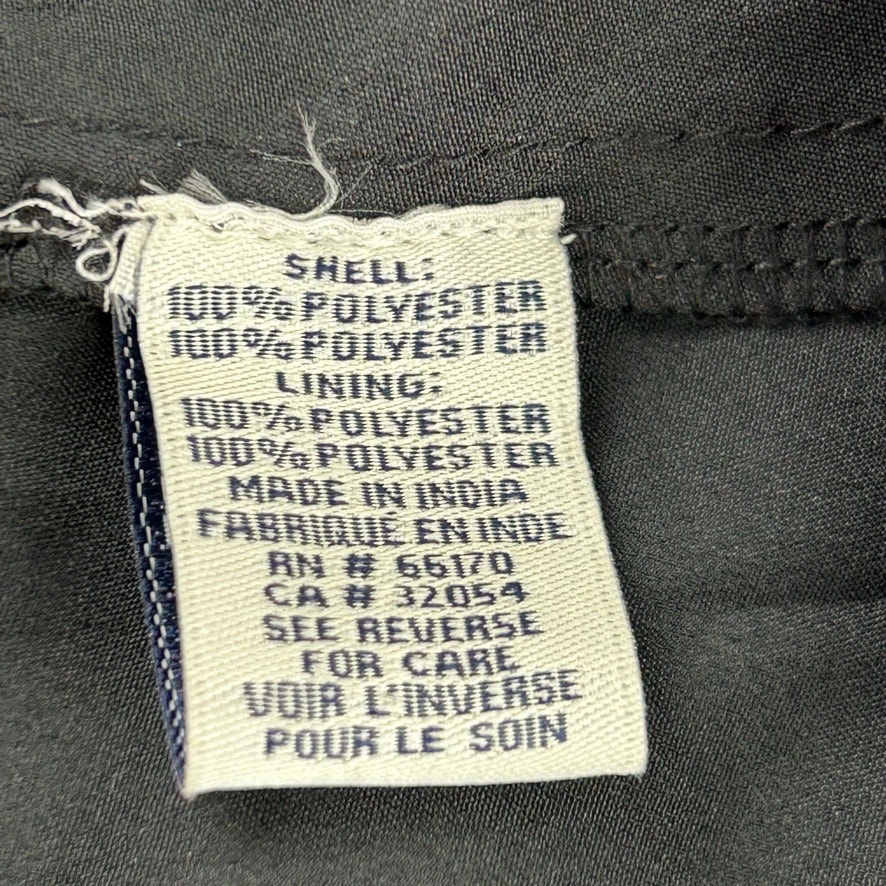 SHELL:
100% POLYESTER
100% POLYESTER
LINING:
100% POLYESTER
100% POLYESTER
MADE IN INDIA
FABRIQUE EN INDE
RN # 66170
CA # 32054
SEE REVERSE
FOR CARE
VOIR L'INVERSE
POUR LE SOIN